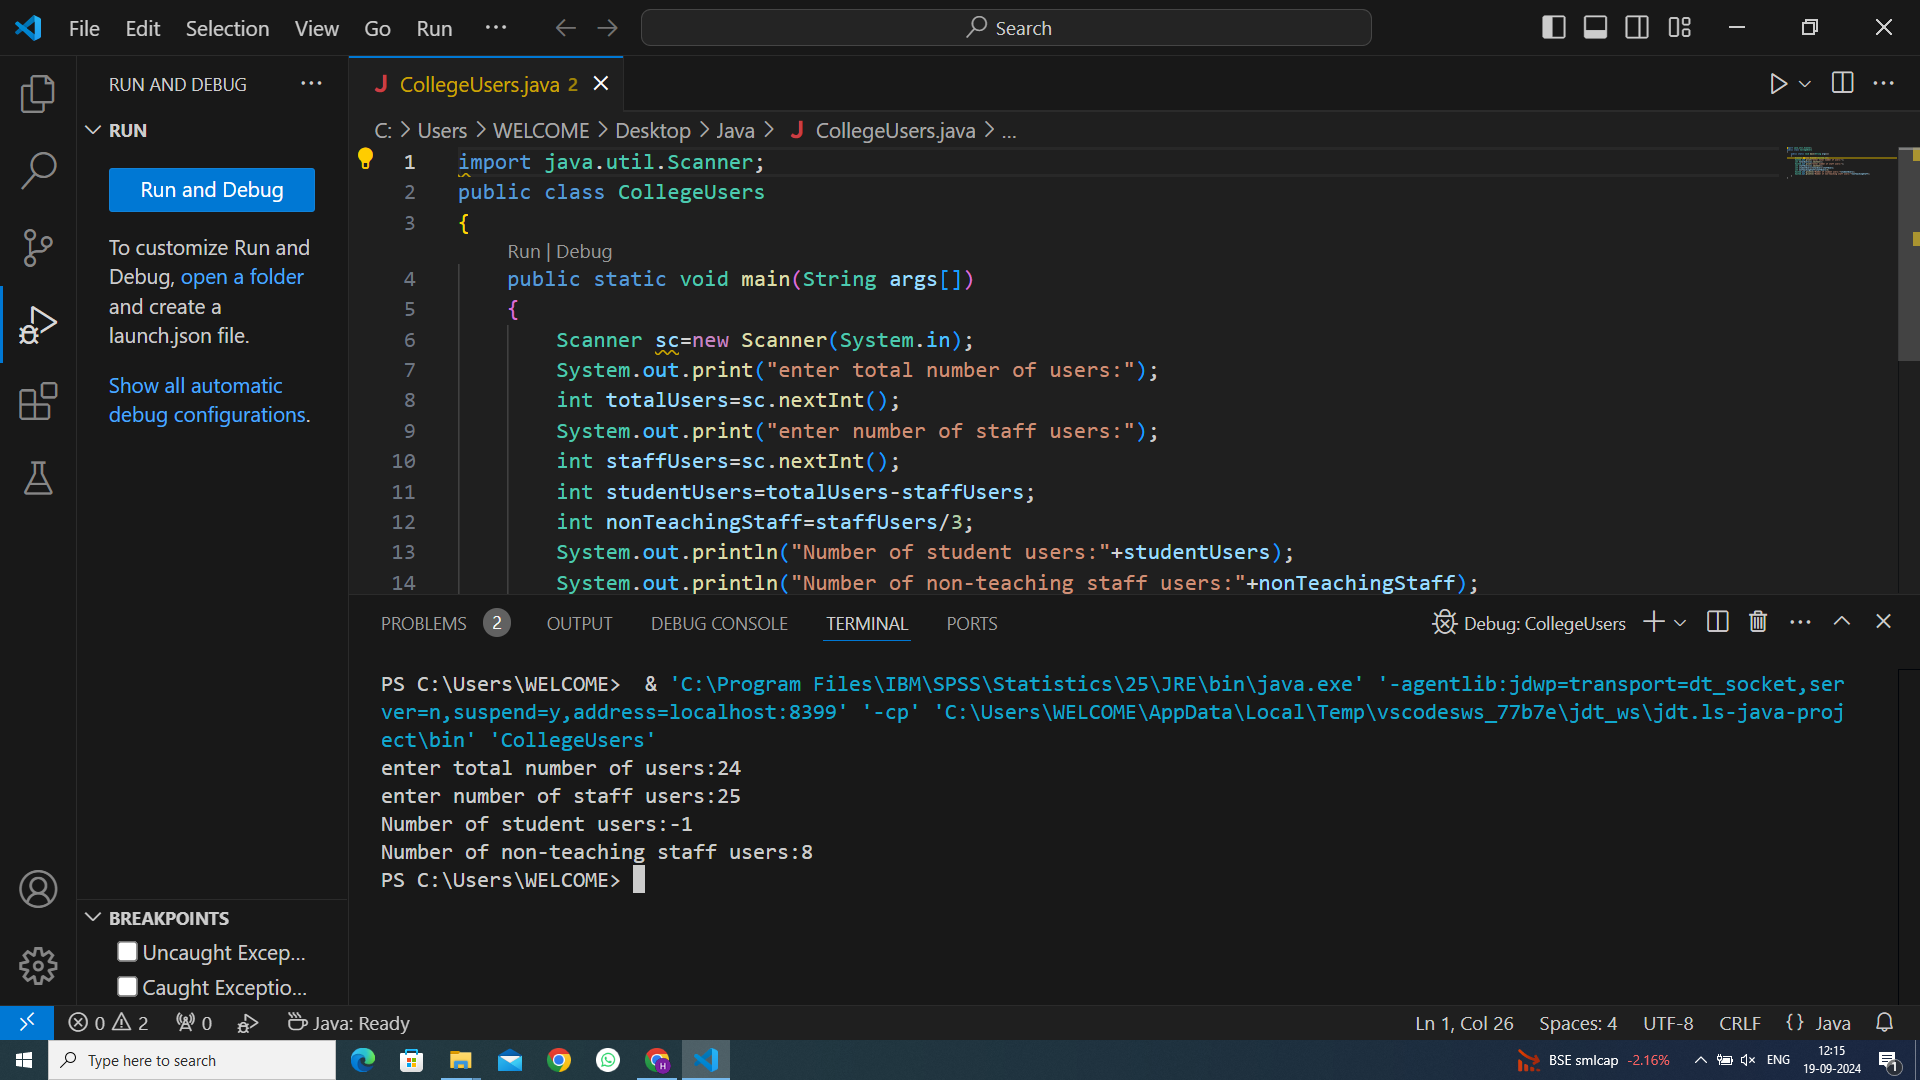 File Edit Selection View Go Run ··· Search
RUN AND DEBUG ···
RUN
Run and Debug
To customize Run and
Debug, open a folder
and create a
launch.json file.
Show all automatic
debug configurations.
BREAKPOINTS
Uncaught Excep...
Caught Exceptio...
CollegeUsers.java 2
C: > Users > WELCOME > Desktop > Java > CollegeUsers.java > ...
1 import java.util.Scanner;
2 public class CollegeUsers
3 {
Run | Debug
4 public static void main(String args[])
5 {
6 Scanner sc=new Scanner(System.in);
7 System.out.print("enter total number of users:");
8 int totalUsers=sc.nextInt();
9 System.out.print("enter number of staff users:");
10 int staffUsers=sc.nextInt();
11 int studentUsers=totalUsers-staffUsers;
12 int nonTeachingStaff=staffUsers/3;
13 System.out.println("Number of student users:"+studentUsers);
14 System.out.println("Number of non-teaching staff users:"+nonTeachingStaff);
PROBLEMS 2 OUTPUT DEBUG CONSOLE TERMINAL PORTS Debug: CollegeUsers
PS C:\Users\WELCOME>  & 'C:\Program Files\IBM\SPSS\Statistics\25\JRE\bin\java.exe' '-agentlib:jdwp=transport=dt_socket,ser
ver=n,suspend=y,address=localhost:8399' '-cp' 'C:\Users\WELCOME\AppData\Local\Temp\vscodesws_77b7e\jdt_ws\jdt.ls-java-proj
ect\bin' 'CollegeUsers'
enter total number of users:24
enter number of staff users:25
Number of student users:-1
Number of non-teaching staff users:8
PS C:\Users\WELCOME>
0 2 0 Java: Ready Ln 1, Col 26 Spaces: 4 UTF-8 CRLF {} Java
Type here to search BSE smlcap -2.16% ENG 12:15
19-09-2024 1